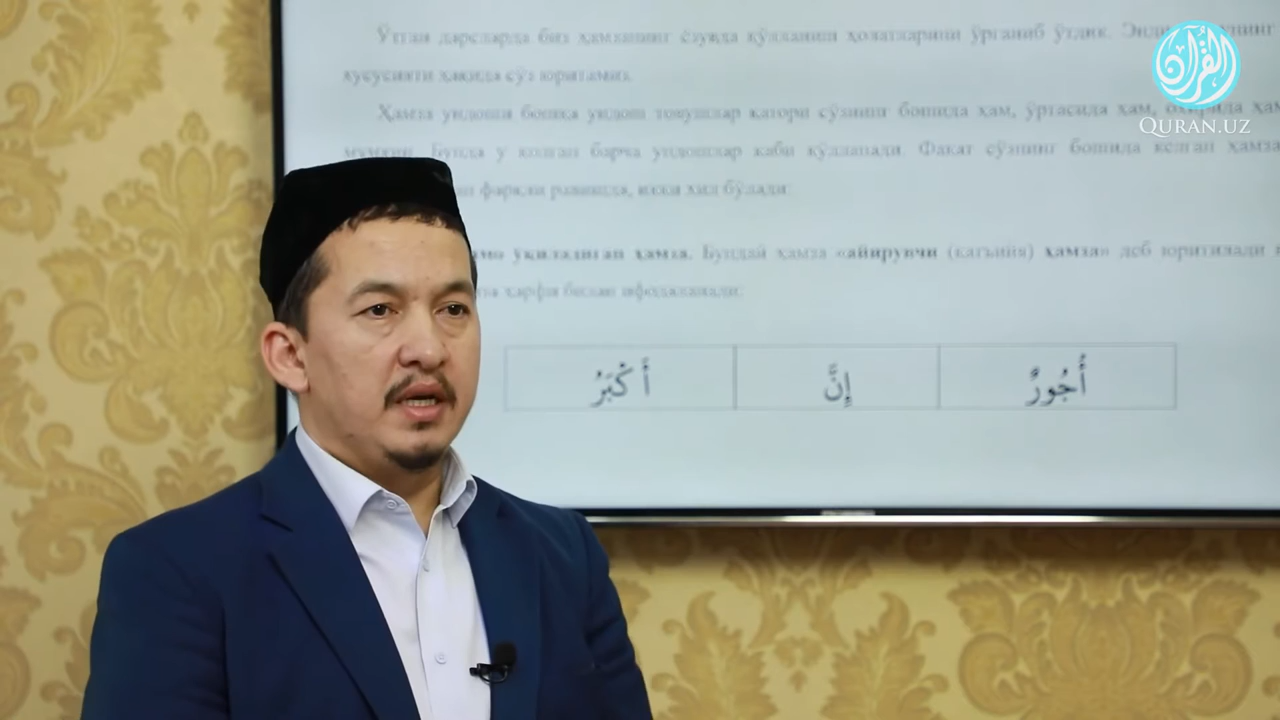 Ўтган дарсларда биз ҳамзанинг ёзувда қўлланиш ҳолатларини ўрганиб ўтдик. Энди
хусусияти ҳақида сўз юритамиз.
Ҳамза ундоши бошқа ундош товушлар қатори сўзнинг бошида ҳам, ўртасида ҳам, охирида ҳам
мумкин. Бунда у қолган барча ундошлар каби қўлланади. Фақат сўзнинг бошида келган ҳамза
фарқли равишда, икки хил бўлади:
ўқиладиган ҳамза. Бундай ҳамза «айирувчи (қатъийя) ҳамза» деб юритилади
ҳарфи билан ифодаланади:
أُجُورٌ إِنَّ أَكْبَرُ
القرآن
QURAN.UZ